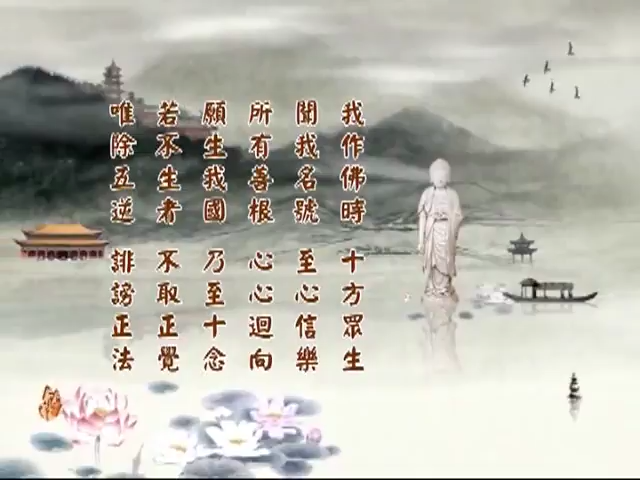 我作佛時 十方眾生
聞我名號 至心信樂
所有善根 心心迴向
願生我國 乃至十念
若不生者 不取正覺
唯除五逆 誹謗正法